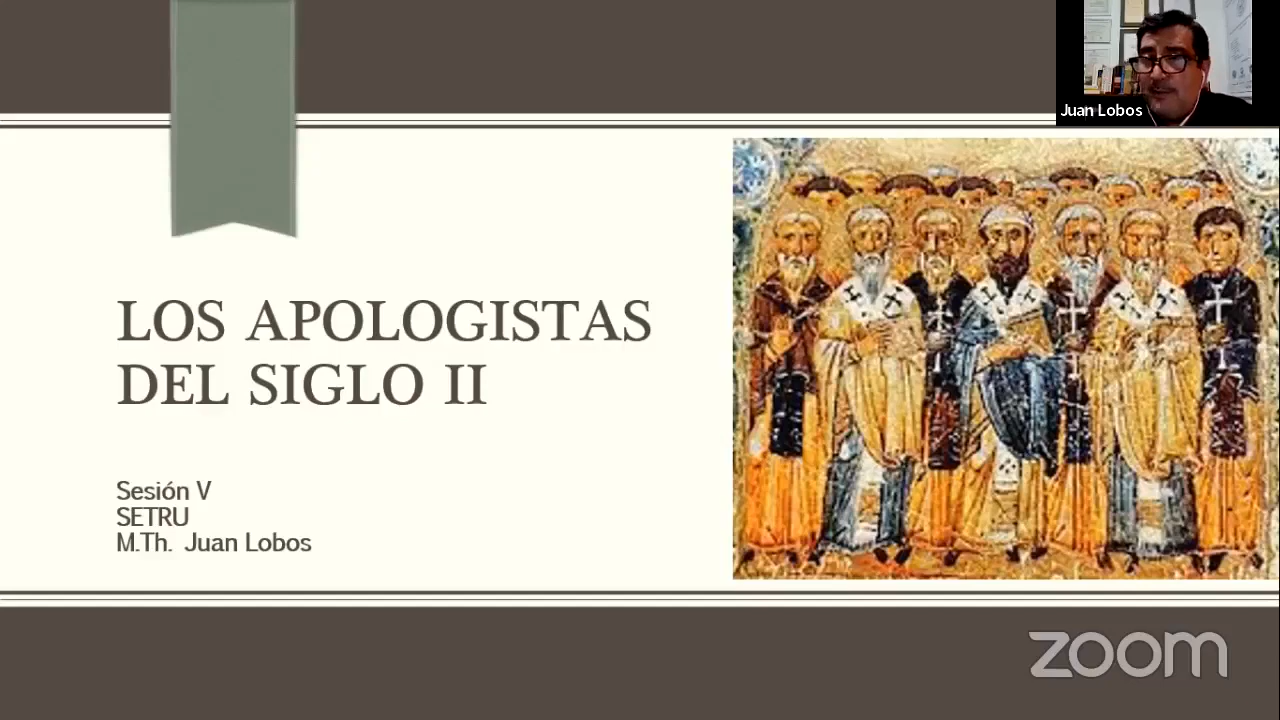 Juan Lobos
LOS APOLOGISTAS
DEL SIGLO II
Sesión V
SETRU
M.Th. Juan Lobos
zoom